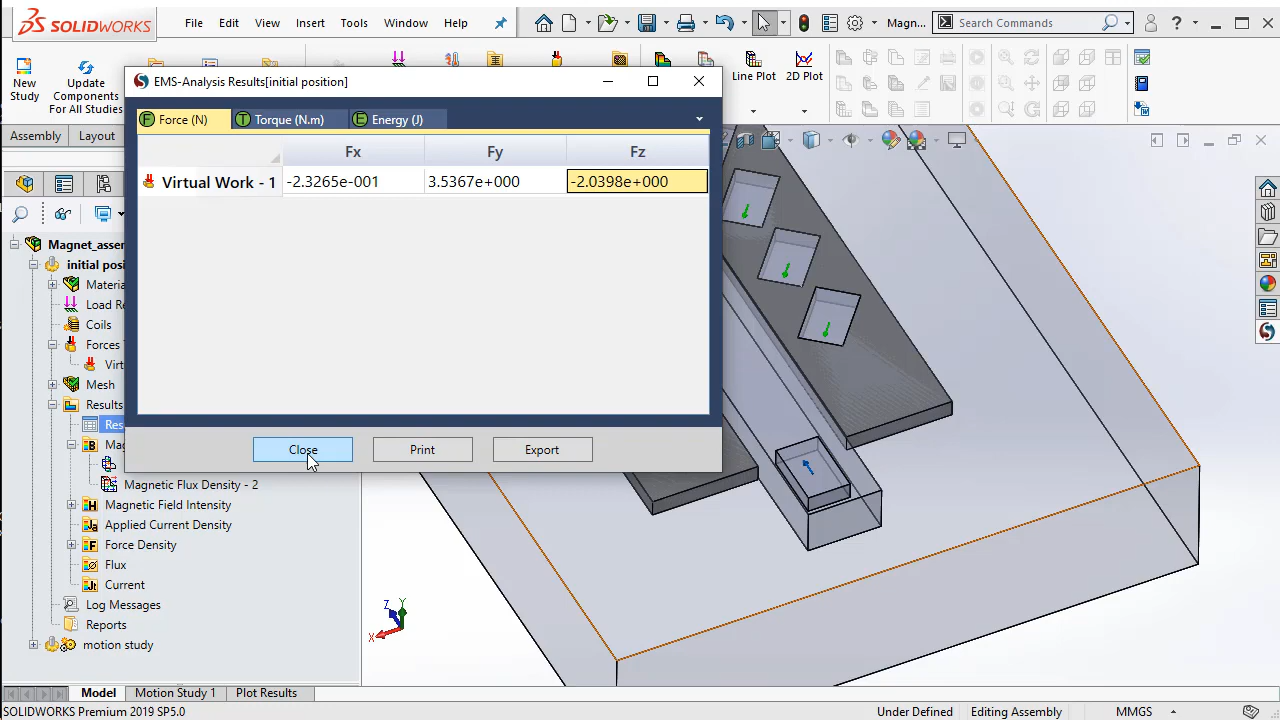 SOLIDWORKS
File Edit View Insert Tools Window Help
Magn...
Search Commands
New Study
Update Components For All Studies
Line Plot
2D Plot
Assembly
Layout
EMS-Analysis Results[initial position]
F Force (N)
T Torque (N.m)
E Energy (J)
Fx Fy Fz
Virtual Work - 1 -2.3265e-001 3.5367e+000 -2.0398e+000
Close Print Export
Magnet_assem
initial posi
Materia
Load Re
Coils
Forces
Virt
Mesh
Results
Res
Mag
Magnetic Flux Density - 2
Magnetic Field Intensity
Applied Current Density
Force Density
Flux
Current
Log Messages
Reports
motion study
Z Y X
Model Motion Study 1 Plot Results
SOLIDWORKS Premium 2019 SP5.0
Under Defined Editing Assembly MMGS